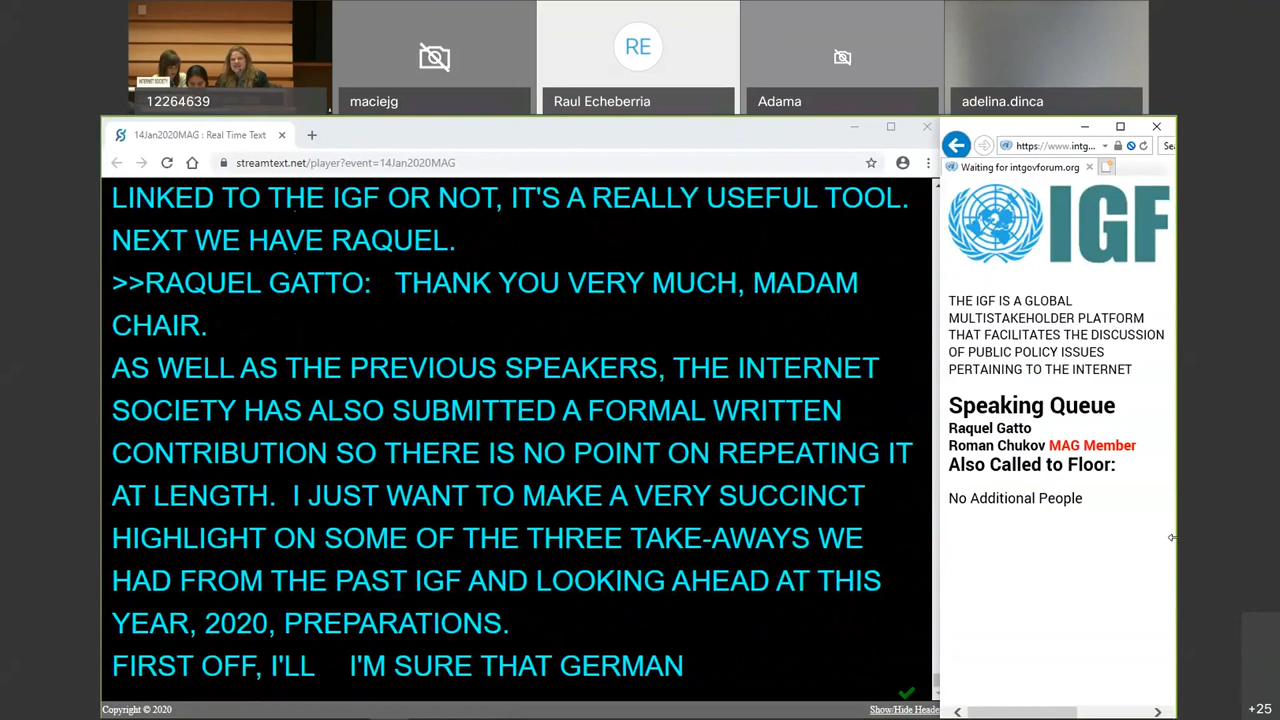 INTERNET SOCIETY
12264639
maciejg
RE
Raul Echeberria
Adama
adelina.dinca
14Jan2020MAG : Real Time Text
streamtext.net/player?event=14Jan2020MAG
LINKED TO THE IGF OR NOT, IT'S A REALLY USEFUL TOOL.
NEXT WE HAVE RAQUEL.
>>RAQUEL GATTO: THANK YOU VERY MUCH, MADAM
CHAIR.
AS WELL AS THE PREVIOUS SPEAKERS, THE INTERNET
SOCIETY HAS ALSO SUBMITTED A FORMAL WRITTEN
CONTRIBUTION SO THERE IS NO POINT ON REPEATING IT
AT LENGTH. I JUST WANT TO MAKE A VERY SUCCINCT
HIGHLIGHT ON SOME OF THE THREE TAKE-AWAYS WE
HAD FROM THE PAST IGF AND LOOKING AHEAD AT THIS
YEAR, 2020, PREPARATIONS.
FIRST OFF, I'LL I'M SURE THAT GERMAN
Copyright © 2020
Show/Hide Heade
https://www.intg...
Sea
Waiting for intgovforum.org
IGF
THE IGF IS A GLOBAL
MULTISTAKEHOLDER PLATFORM
THAT FACILITATES THE DISCUSSION
OF PUBLIC POLICY ISSUES
PERTAINING TO THE INTERNET
Speaking Queue
Raquel Gatto
Roman Chukov MAG Member
Also Called to Floor:
No Additional People
+25